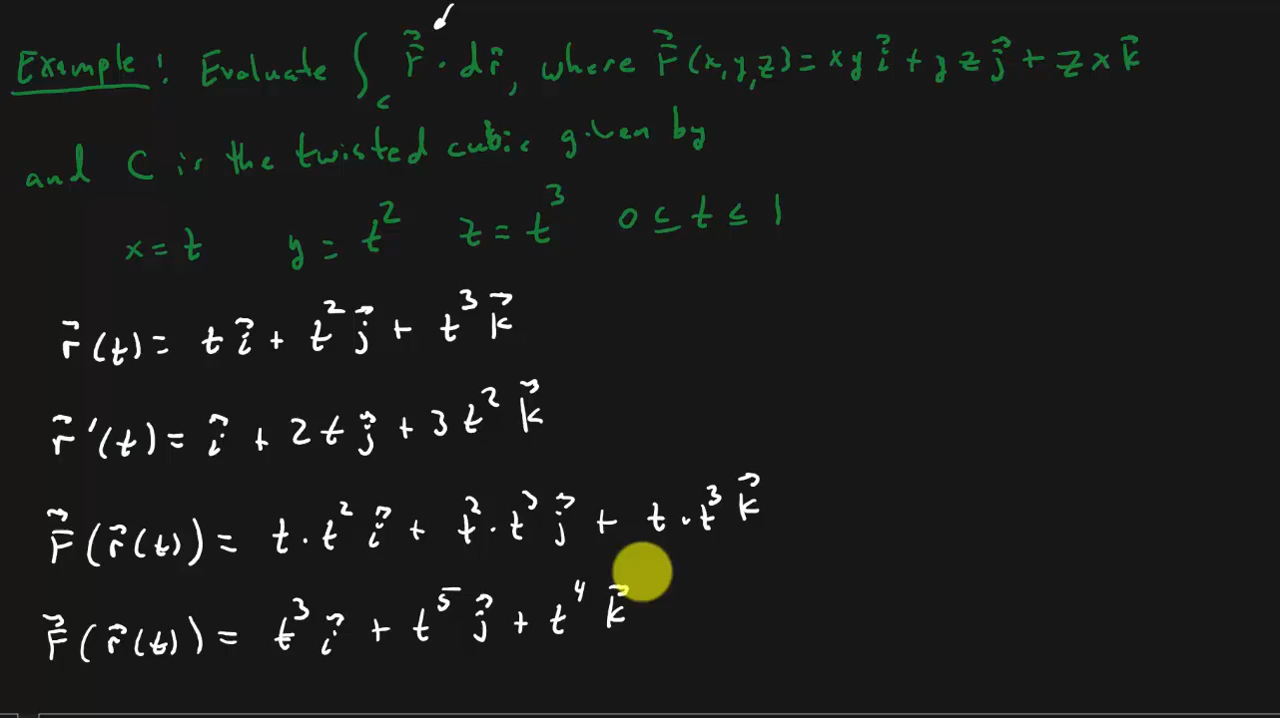 Example: Evaluate ∫_C F⃗ · dr⃗, where F⃗(x,y,z) = xy i⃗ + yz j⃗ + zx k⃗
and C is the twisted cubic given by
x = t y = t² z = t³ 0 ≤ t ≤ 1
r⃗(t) = t i⃗ + t² j⃗ + t³ k⃗
r⃗'(t) = i⃗ + 2t j⃗ + 3t² k⃗
F⃗(r⃗(t)) = t · t² i⃗ + t² · t³ j⃗ + t · t³ k⃗
F⃗(r⃗(t)) = t³ i⃗ + t⁵ j⃗ + t⁴ k⃗